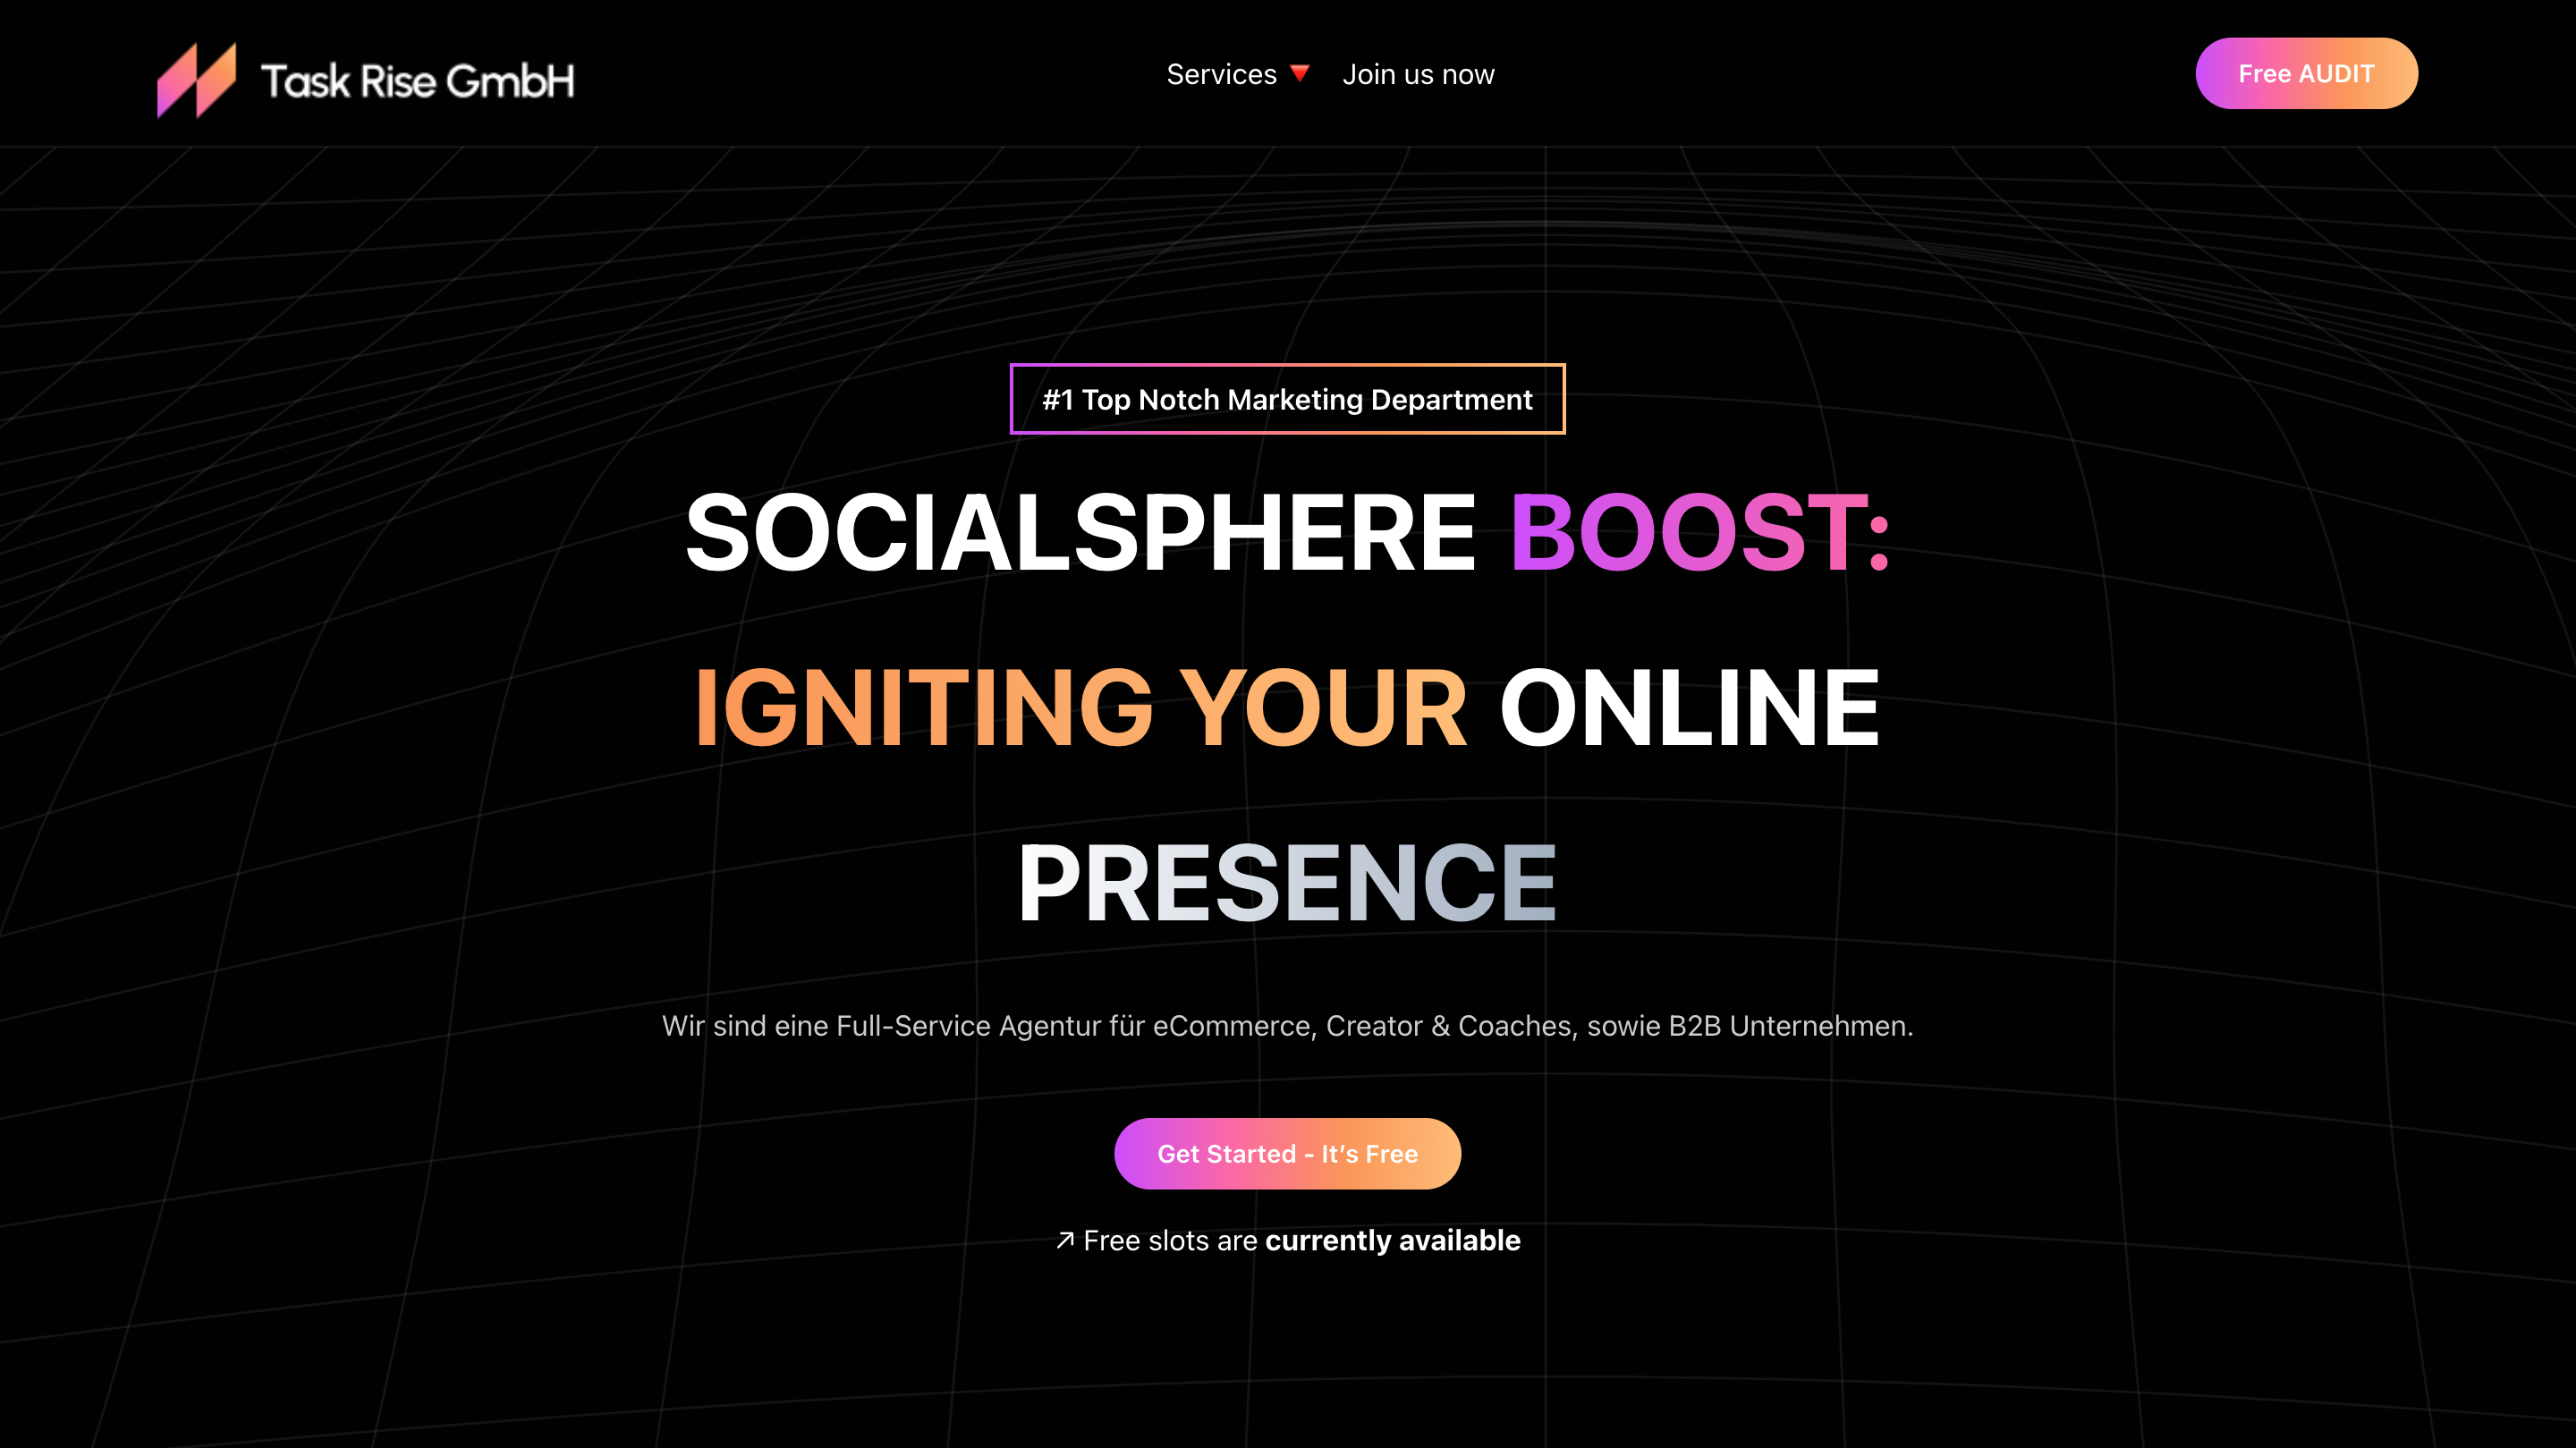 Task Rise GmbH
Services 🔻 Join us now
Free AUDIT
#1 Top Notch Marketing Department
SOCIALSPHERE BOOST:
IGNITING YOUR ONLINE
PRESENCE
Wir sind eine Full-Service Agentur für eCommerce, Creator & Coaches, sowie B2B Unternehmen.
Get Started - It’s Free
↗ Free slots are currently available